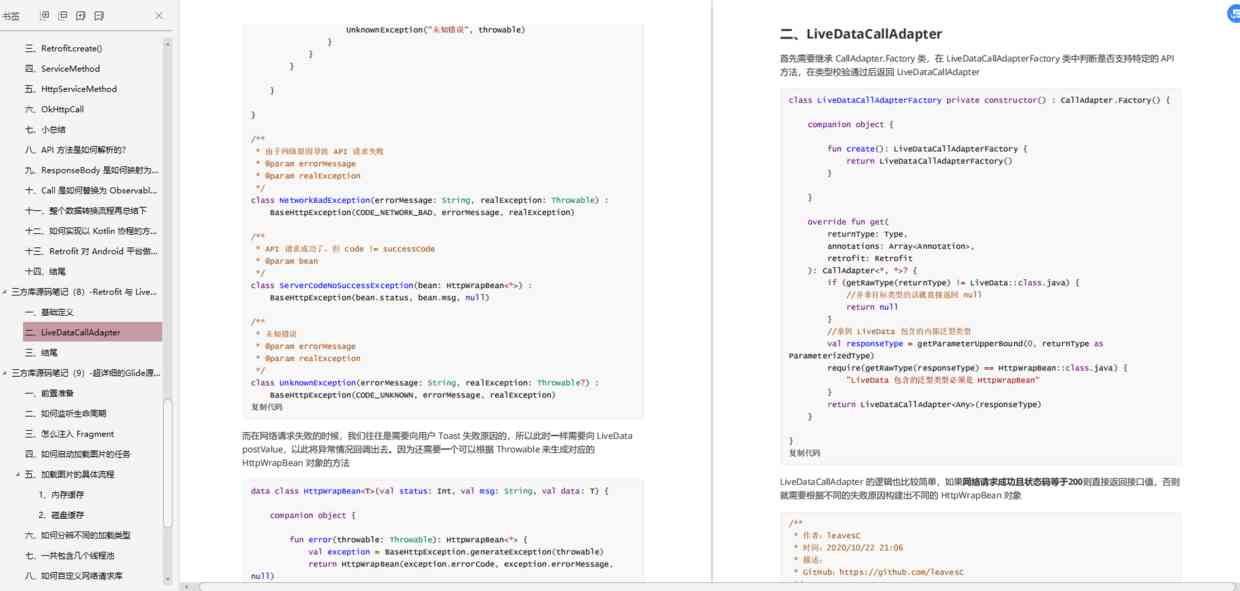 书签
三、Retrofit.create()
四、ServiceMethod
五、HttpServiceMethod
六、OkHttpCall
七、小总结
八、API 方法是如何解析的?
九、ResponseBody 是如何映射为...
十、Call 是如何替换为 Observabl...
十一、整个数据转换流程再总结下
十二、如何实现以 Kotlin 协程的方...
十三、Retrofit 对 Android 平台做...
十四、结尾
三方库源码笔记（8）-Retrofit 与 Live...
一、基础定义
二、LiveDataCallAdapter
三、结尾
三方库源码笔记（9）-超详细的Glide源...
一、前置准备
二、如何监听生命周期
三、怎么注入 Fragment
四、如何启动加载图片的任务
五、加载图片的具体流程
1、内存缓存
2、磁盘缓存
六、如何分辨不同的加载类型
七、一共包含几个线程池
八、如何自定义网络请求库
UnknownException("未知错误", throwable)
}
}
}
}
}
/**
* 由于网络原因导致 API 请求失败
* @param errorMessage
* @param realException
*/
class NetworkBadException(errorMessage: String, realException: Throwable) :
BaseHttpException(CODE_NETWORK_BAD, errorMessage, realException)
/**
* API 请求成功了，但 code != successCode
* @param bean
*/
class ServerCodeNoSuccessException(bean: HttpWrapBean<*>) :
BaseHttpException(bean.status, bean.msg, null)
/**
* 未知错误
* @param errorMessage
* @param realException
*/
class UnknownException(errorMessage: String, realException: Throwable?) :
BaseHttpException(CODE_UNKNOWN, errorMessage, realException)
复制代码
而在网络请求失败的时候，我们往往是需要向用户 Toast 失败原因的，所以此时一样需要向 LiveData
postValue，以此将异常情况回调出去。因为还需要一个可以根据 Throwable 来生成对应的
HttpWrapBean 对象的方法
data class HttpWrapBean<T>(val status: Int, val msg: String, val data: T) {
companion object {
fun error(throwable: Throwable): HttpWrapBean<*> {
val exception = BaseHttpException.generateException(throwable)
return HttpWrapBean(exception.errorCode, exception.errorMessage,
null)
二、LiveDataCallAdapter
首先需要继承 CallAdapter.Factory 类，在 LiveDataCallAdapterFactory 类中判断是否支持特定的 API
方法，在类型校验通过后返回 LiveDataCallAdapter
class LiveDataCallAdapterFactory private constructor() : CallAdapter.Factory() {
companion object {
fun create(): LiveDataCallAdapterFactory {
return LiveDataCallAdapterFactory()
}
}
override fun get(
returnType: Type,
annotations: Array<Annotation>,
retrofit: Retrofit
): CallAdapter<*, *>? {
if (getRawType(returnType) != LiveData::class.java) {
//并非目标类型的话就直接返回 null
return null
}
//拿到 LiveData 包含的内部泛型类型
val responseType = getParameterUpperBound(0, returnType as
ParameterizedType)
require(getRawType(responseType) == HttpWrapBean::class.java) {
"LiveData 包含的泛型类型必须是 HttpWrapBean"
}
return LiveDataCallAdapter<Any>(responseType)
}
}
复制代码
LiveDataCallAdapter 的逻辑也比较简单，如果网络请求成功且状态码等于200则直接返回接口值，否则
就需要根据不同的失败原因构建出不同的 HttpWrapBean 对象
/**
* 作者：leavesC
* 时间：2020/10/22 21:06
* 描述：
* GitHub：https://github.com/leavesC